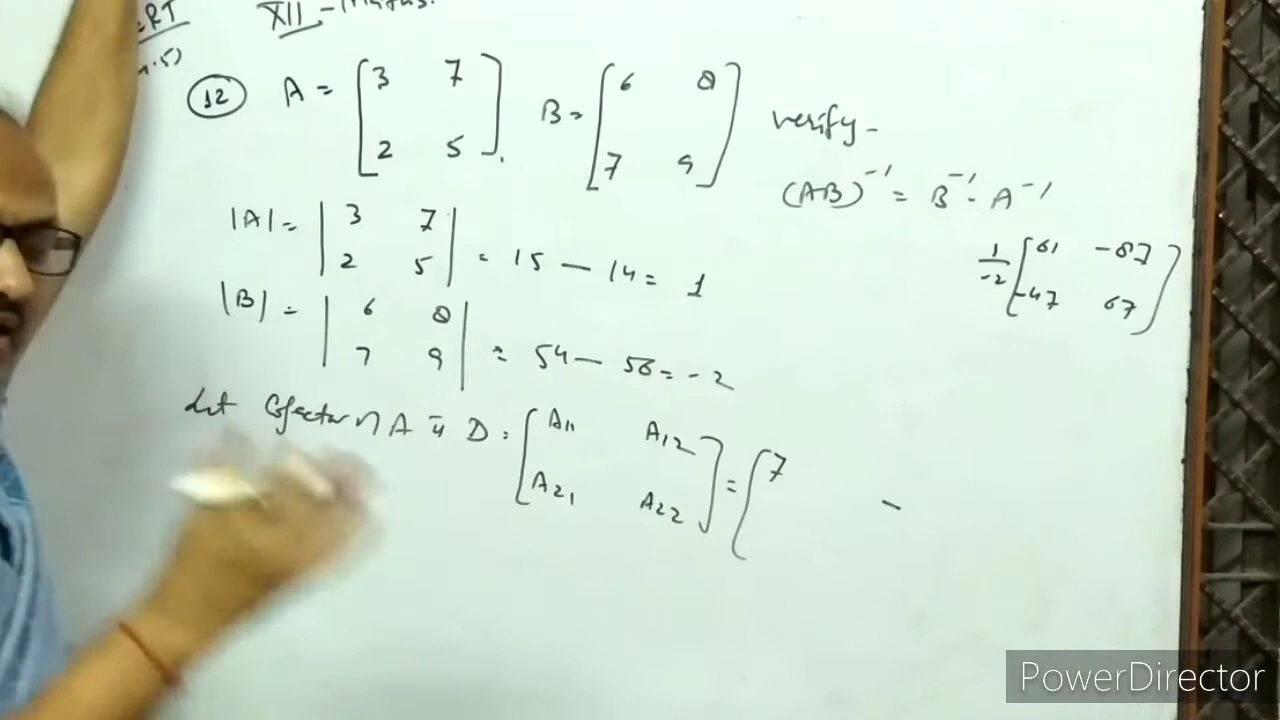 XII - Maths.
12 A = [3 7 2 5]. B = [6 8 7 9] verify -
(AB)⁻¹ = B⁻¹ . A⁻¹
1/-2 [61 -87 -47 67]
|A| = |3 7 2 5| = 15 - 14 = 1
|B| = |6 8 7 9| = 54 - 56 = -2
Let Cofactor of A is D = [A11 A12 A21 A22] = [7 -
PowerDirector